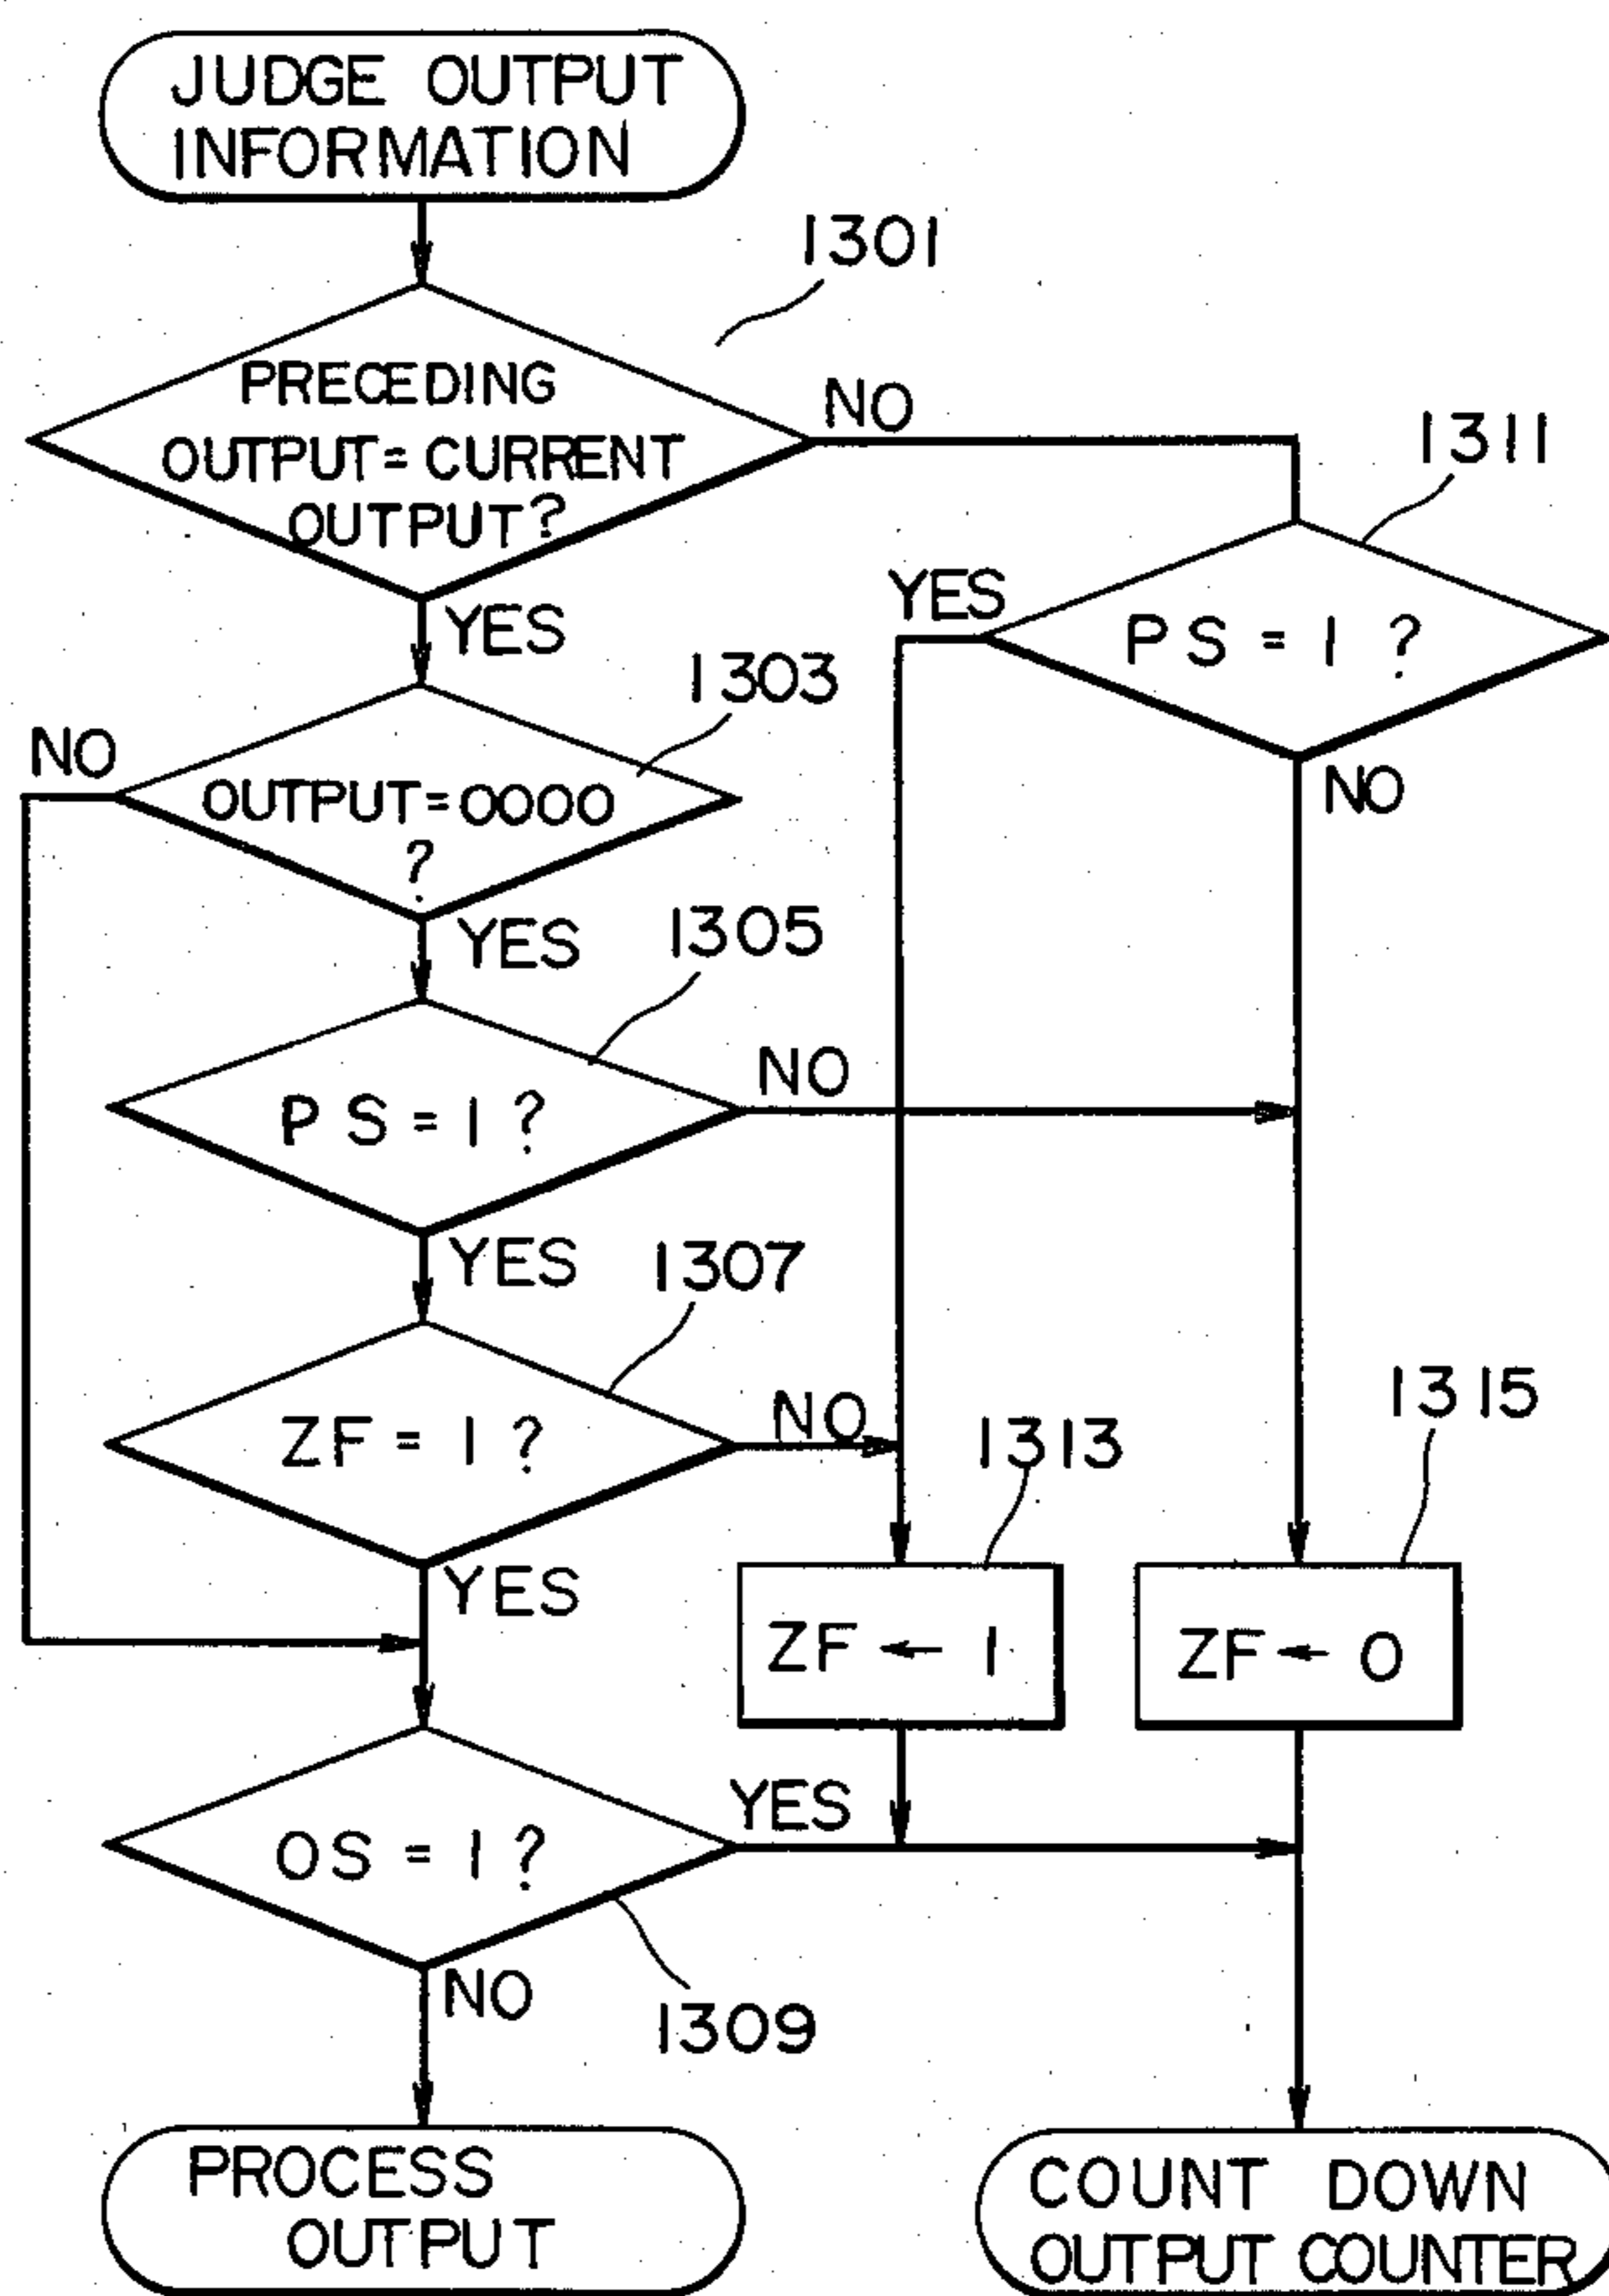 JUDGE OUTPUT
INFORMATION
1301
PRECEDING
OUTPUT = CURRENT
OUTPUT?
NO
1311
YES
YES
PS = 1 ?
1303
NO
NO
OUTPUT = 0000
?
YES
1305
NO
PS = 1 ?
YES
1307
1315
ZF = 1 ?
NO
1313
YES
ZF ← 1
ZF ← 0
YES
OS = 1 ?
NO
1309
PROCESS
OUTPUT
COUNT DOWN
OUTPUT COUNTER